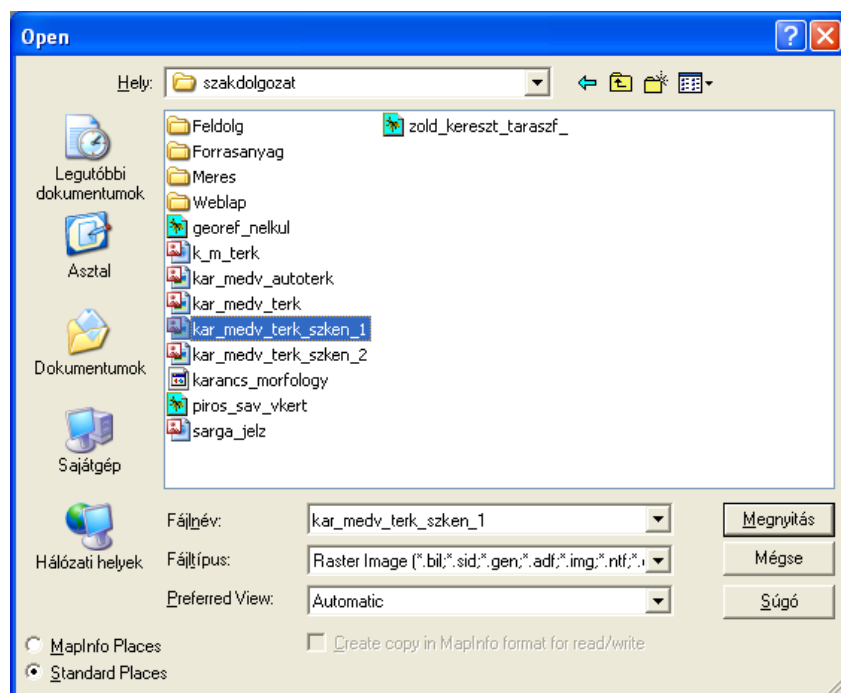 Open
Hely: szakdolgozat
Legutóbbi
dokumentumok
Asztal
Dokumentumok
Sajátgép
Hálózati helyek
Feldolg
Forrasanyag
Meres
Weblap
georef_nelkul
k_m_terk
kar_medv_autoterk
kar_medv_terk
kar_medv_terk_szken_1
kar_medv_terk_szken_2
karancs_morfology
piros_sav_vkert
sarga_jelz
zold_kereszt_taraszf_
Fájlnév: kar_medv_terk_szken_1 Megnyitás
Fájltípus: Raster Image (*.bil;*.sid;*.gen;*.adf;*.img;*.ntf;*. Mégse
Preferred View: Automatic Súgó
MapInfo Places
Create copy in MapInfo format for read/write
Standard Places